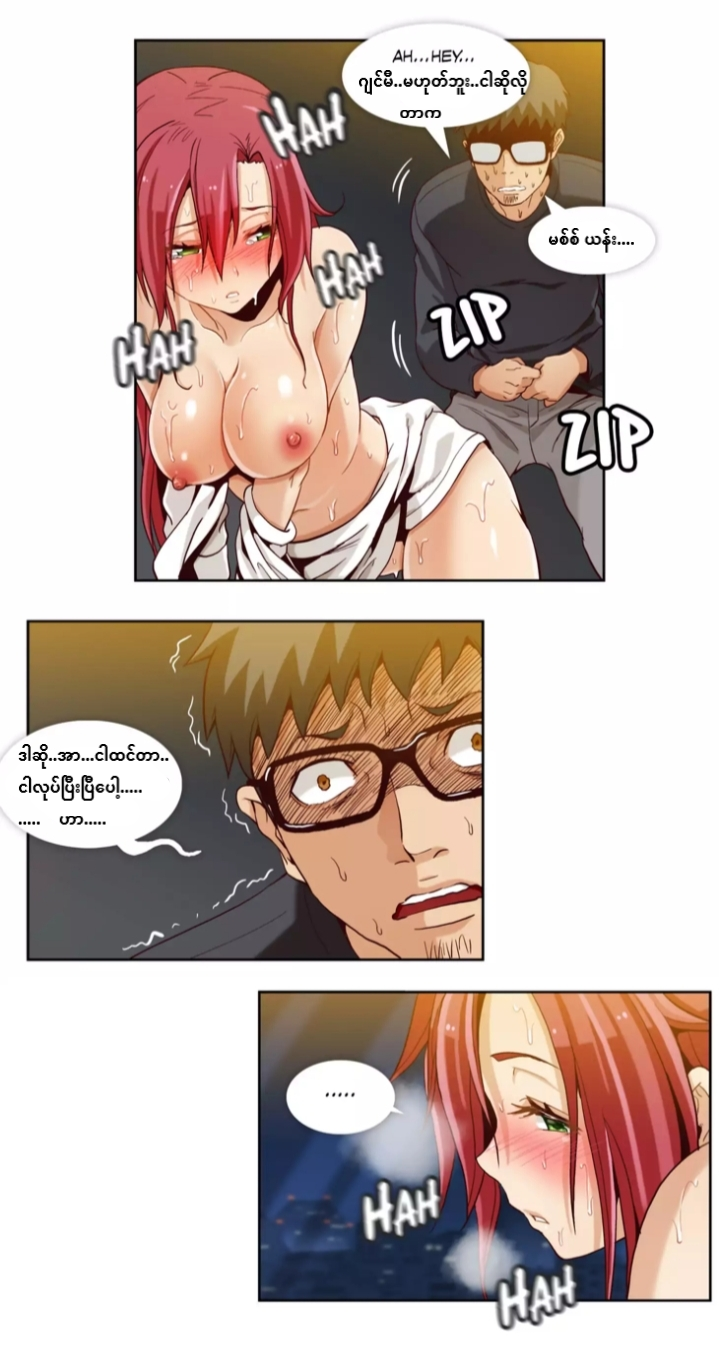 AH...HEY...
ဂျင်မီ..မဟုတ်ဘူး..ငါဆိုလို
တာက
HAH
မစ်စ် ယန်း....
HAH
ZIP
HAH
ZIP
ဒါဆို..အာ...ငါထင်တာ..
ငါလုပ်ပြီးပြီပေါ့.....
..... ဟာ.....
.....
HAH
HAH